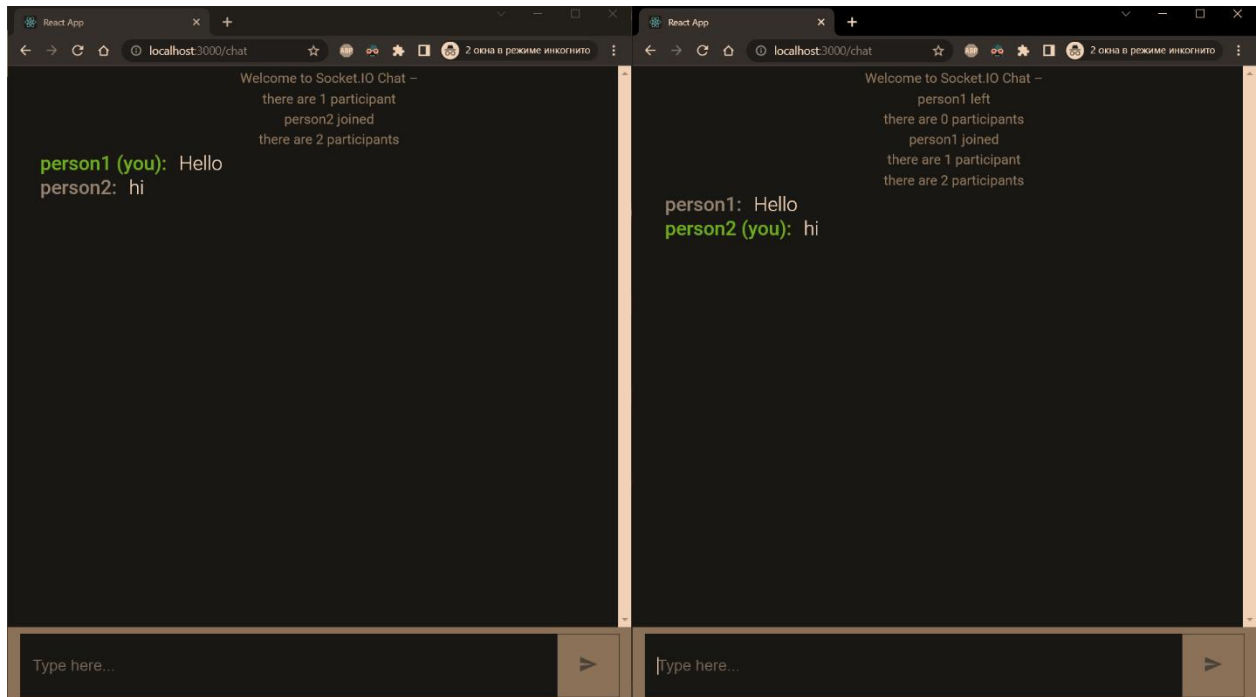 React App
localhost:3000/chat
ABP
2 окна в режиме инкогнито
Welcome to Socket.IO Chat –
there are 1 participant
person2 joined
there are 2 participants
person1 (you): Hello
person2: hi
Type here...
React App
localhost:3000/chat
ABP
2 окна в режиме инкогнито
Welcome to Socket.IO Chat –
person1 left
there are 0 participants
person1 joined
there are 1 participant
there are 2 participants
person1: Hello
person2 (you): hi
Type here...